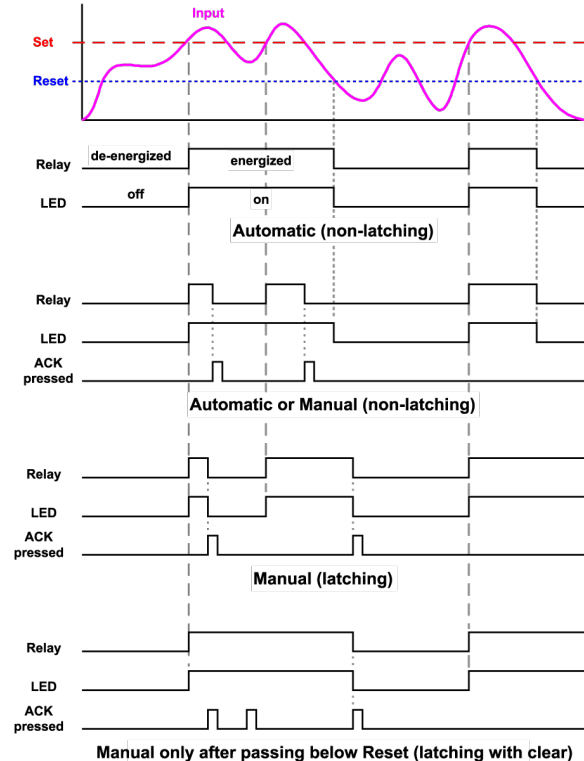 Input
Set
Reset
de-energized energized
Relay
off on
LED
Automatic (non-latching)
Relay
LED
ACK
pressed
Automatic or Manual (non-latching)
Relay
LED
ACK
pressed
Manual (latching)
Relay
LED
ACK
pressed
Manual only after passing below Reset (latching with clear)